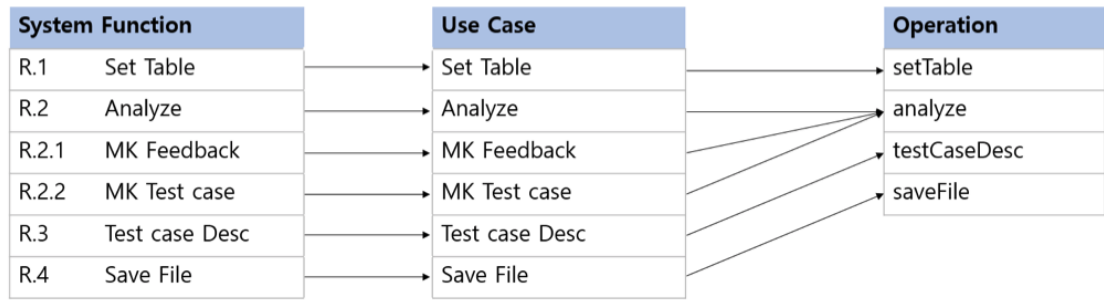 System Function Use Case Operation
R.1 Set Table Set Table setTable
R.2 Analyze Analyze analyze
R.2.1 MK Feedback MK Feedback testCaseDesc
R.2.2 MK Test case MK Test case saveFile
R.3 Test case Desc Test case Desc
R.4 Save File Save File